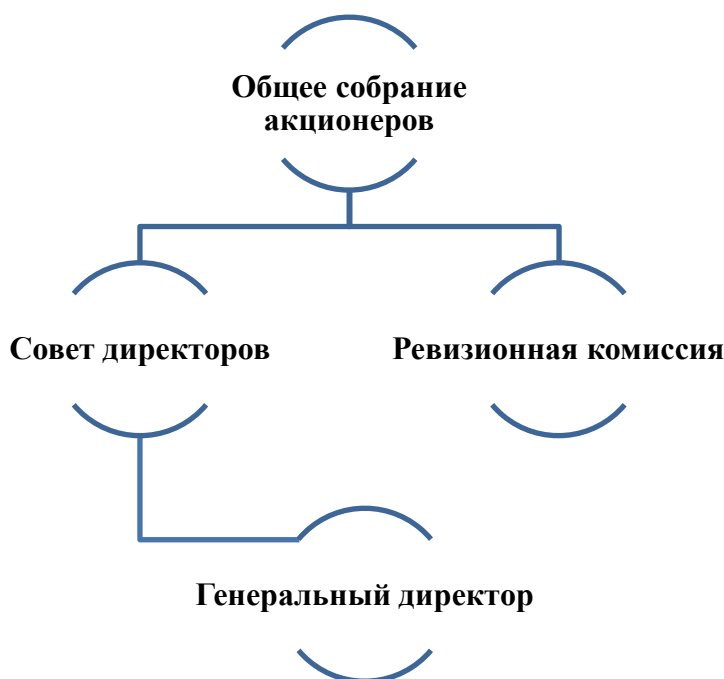 Общее собрание
акционеров
Совет директоров
Ревизионная комиссия
Генеральный директор